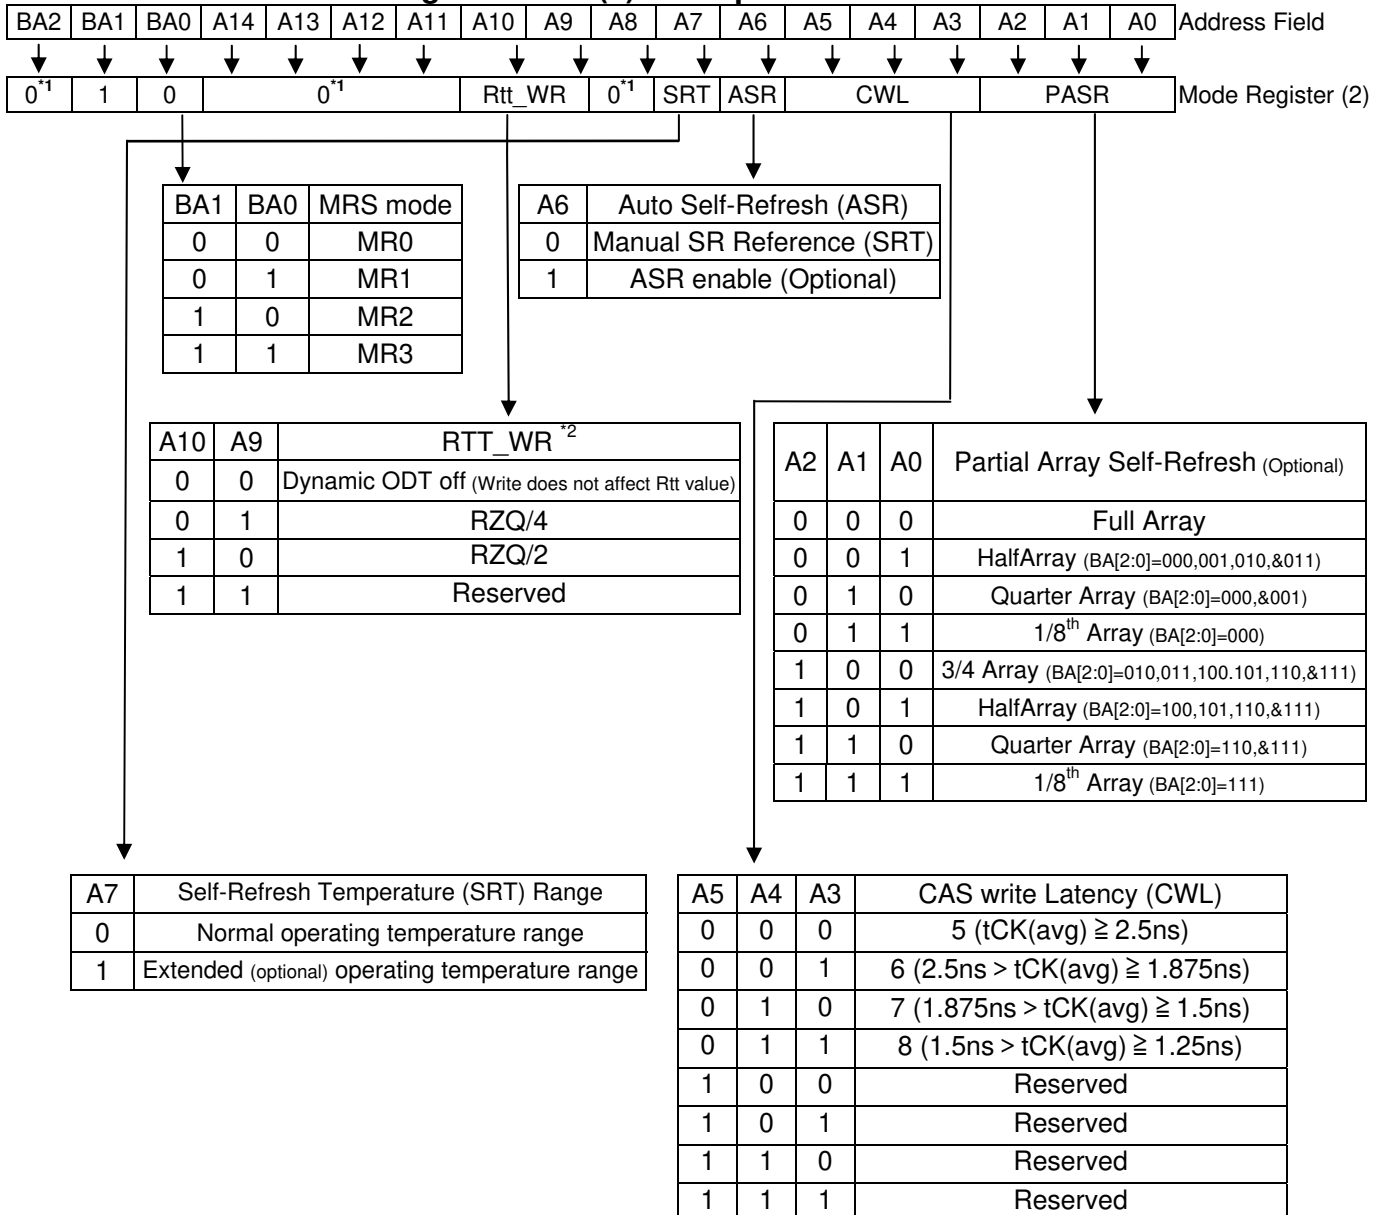 BA2 BA1 BA0 A14 A13 A12 A11 A10 A9 A8 A7 A6 A5 A4 A3 A2 A1 A0 Address Field
0*1 1 0 0*1 Rtt_WR 0*1 SRT ASR CWL PASR Mode Register (2)
BA1 BA0 MRS mode
0 0 MR0
0 1 MR1
1 0 MR2
1 1 MR3
A6 Auto Self-Refresh (ASR)
0 Manual SR Reference (SRT)
1 ASR enable (Optional)
A10 A9 RTT_WR *2
0 0 Dynamic ODT off (Write does not affect Rtt value)
0 1 RZQ/4
1 0 RZQ/2
1 1 Reserved
A2 A1 A0 Partial Array Self-Refresh (Optional)
0 0 0 Full Array
0 0 1 HalfArray (BA[2:0]=000,001,010,&011)
0 1 0 Quarter Array (BA[2:0]=000,&001)
0 1 1 1/8th Array (BA[2:0]=000)
1 0 0 3/4 Array (BA[2:0]=010,011,100.101,110,&111)
1 0 1 HalfArray (BA[2:0]=100,101,110,&111)
1 1 0 Quarter Array (BA[2:0]=110,&111)
1 1 1 1/8th Array (BA[2:0]=111)
A7 Self-Refresh Temperature (SRT) Range
0 Normal operating temperature range
1 Extended (optional) operating temperature range
A5 A4 A3 CAS write Latency (CWL)
0 0 0 5 (tCK(avg) ≧ 2.5ns)
0 0 1 6 (2.5ns > tCK(avg) ≧ 1.875ns)
0 1 0 7 (1.875ns > tCK(avg) ≧ 1.5ns)
0 1 1 8 (1.5ns > tCK(avg) ≧ 1.25ns)
1 0 0 Reserved
1 0 1 Reserved
1 1 0 Reserved
1 1 1 Reserved